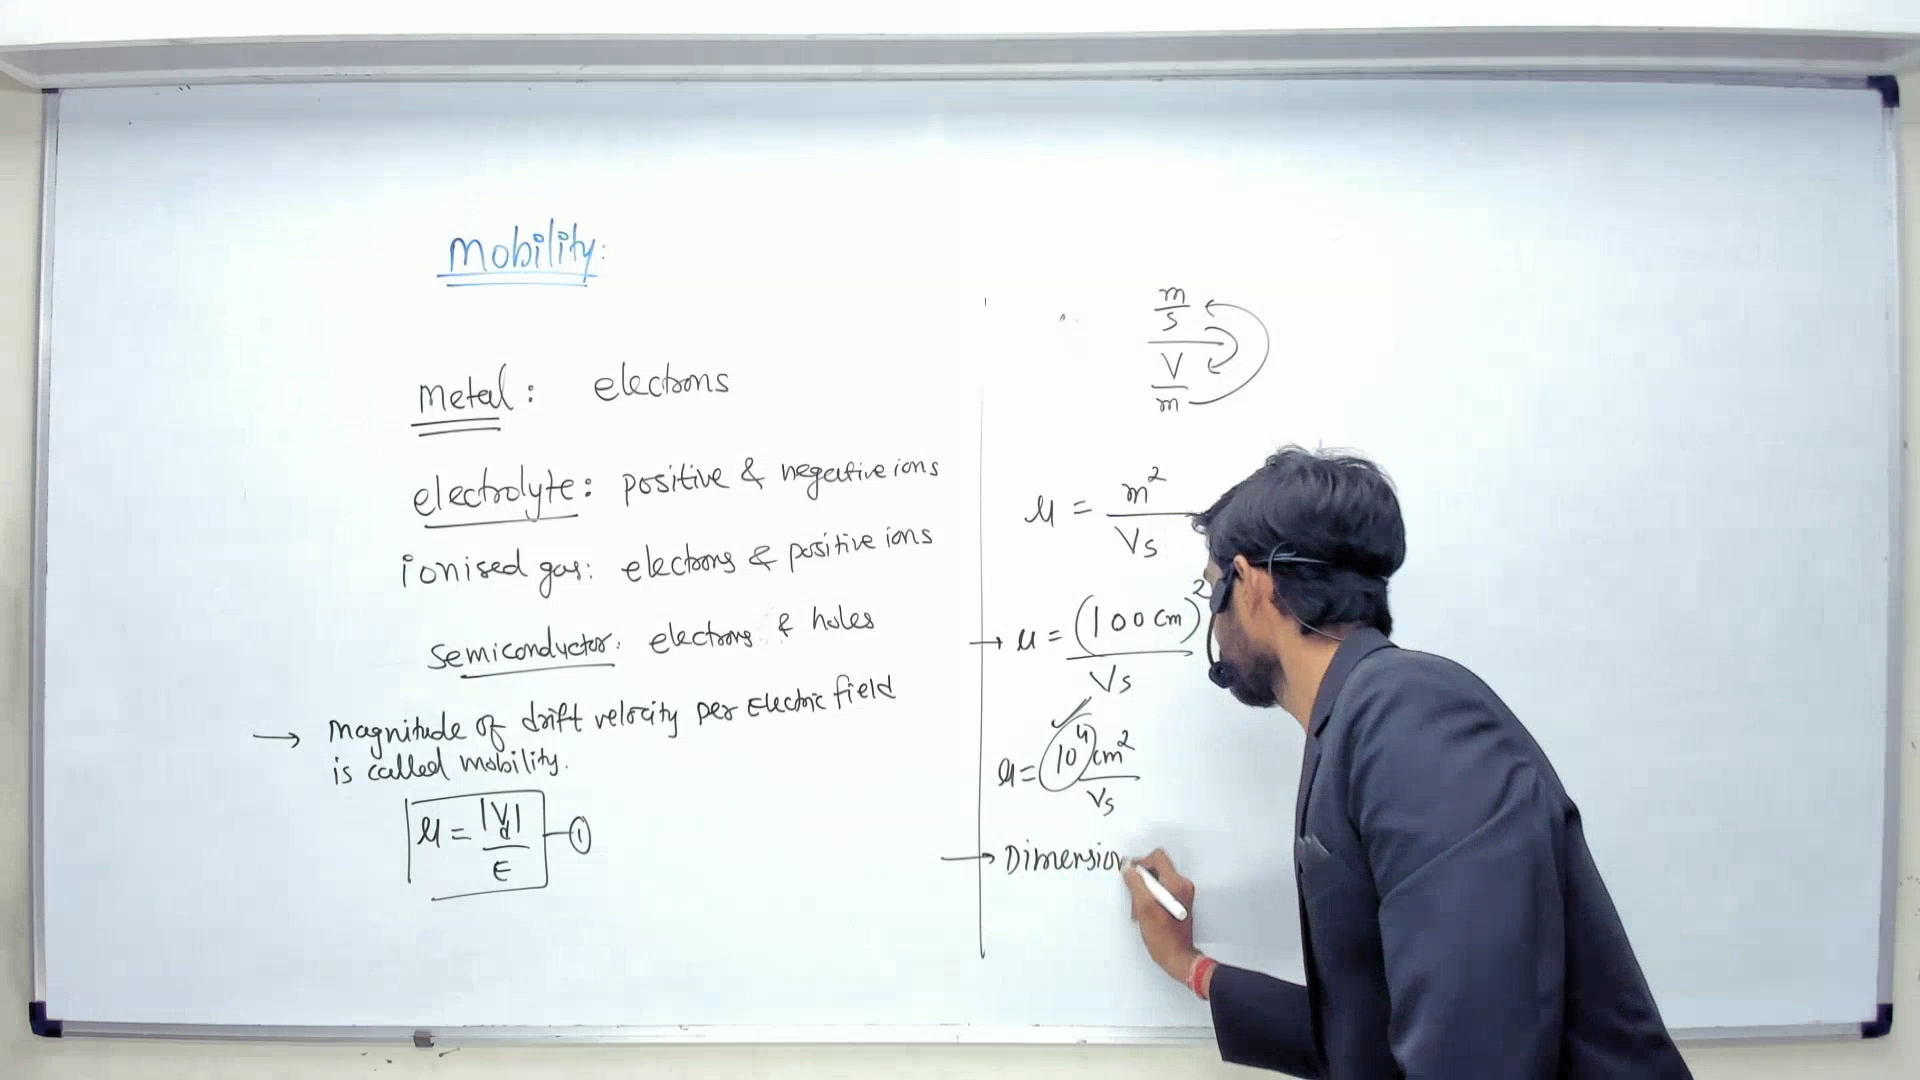 Mobility:
Metal: electrons
electrolyte: positive & negative ions
ionised gas: electrons & positive ions
Semiconductor: electrons & holes
→ Magnitude of drift velocity per Electric field
is called mobility.
μ = |Vd| / E —①
m/s / V/m
μ = m² / Vs
→ μ = (100 cm)² / Vs
μ = 10⁴ cm² / Vs
→ Dimension